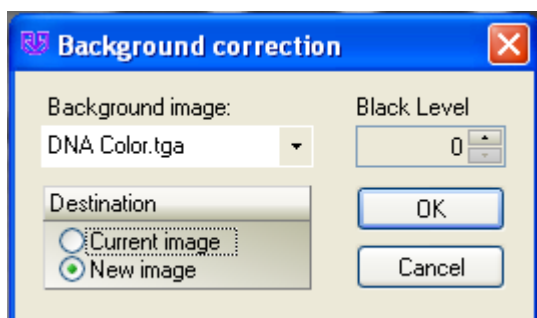 Background correction
Background image:
Black Level
DNA Color.tga
0
Destination
Current image
New image
OK
Cancel